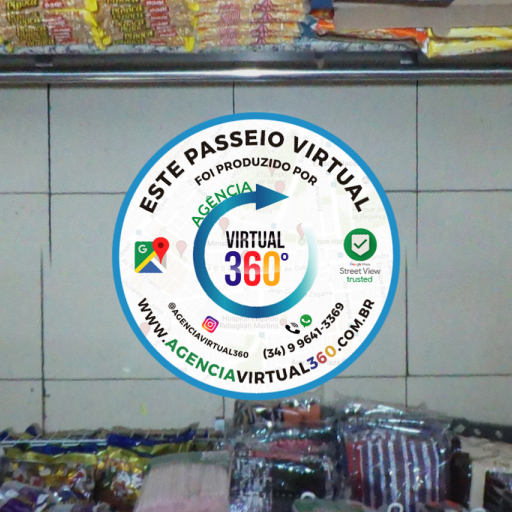 ESTE PASSEIO VIRTUAL
FOI PRODUZIDO POR
AGÊNCIA
VIRTUAL
360°
Street View
trusted
@AGENCIAVIRTUAL360
(34) 9 9641-3369
WWW.AGENCIAVIRTUAL360.COM.BR